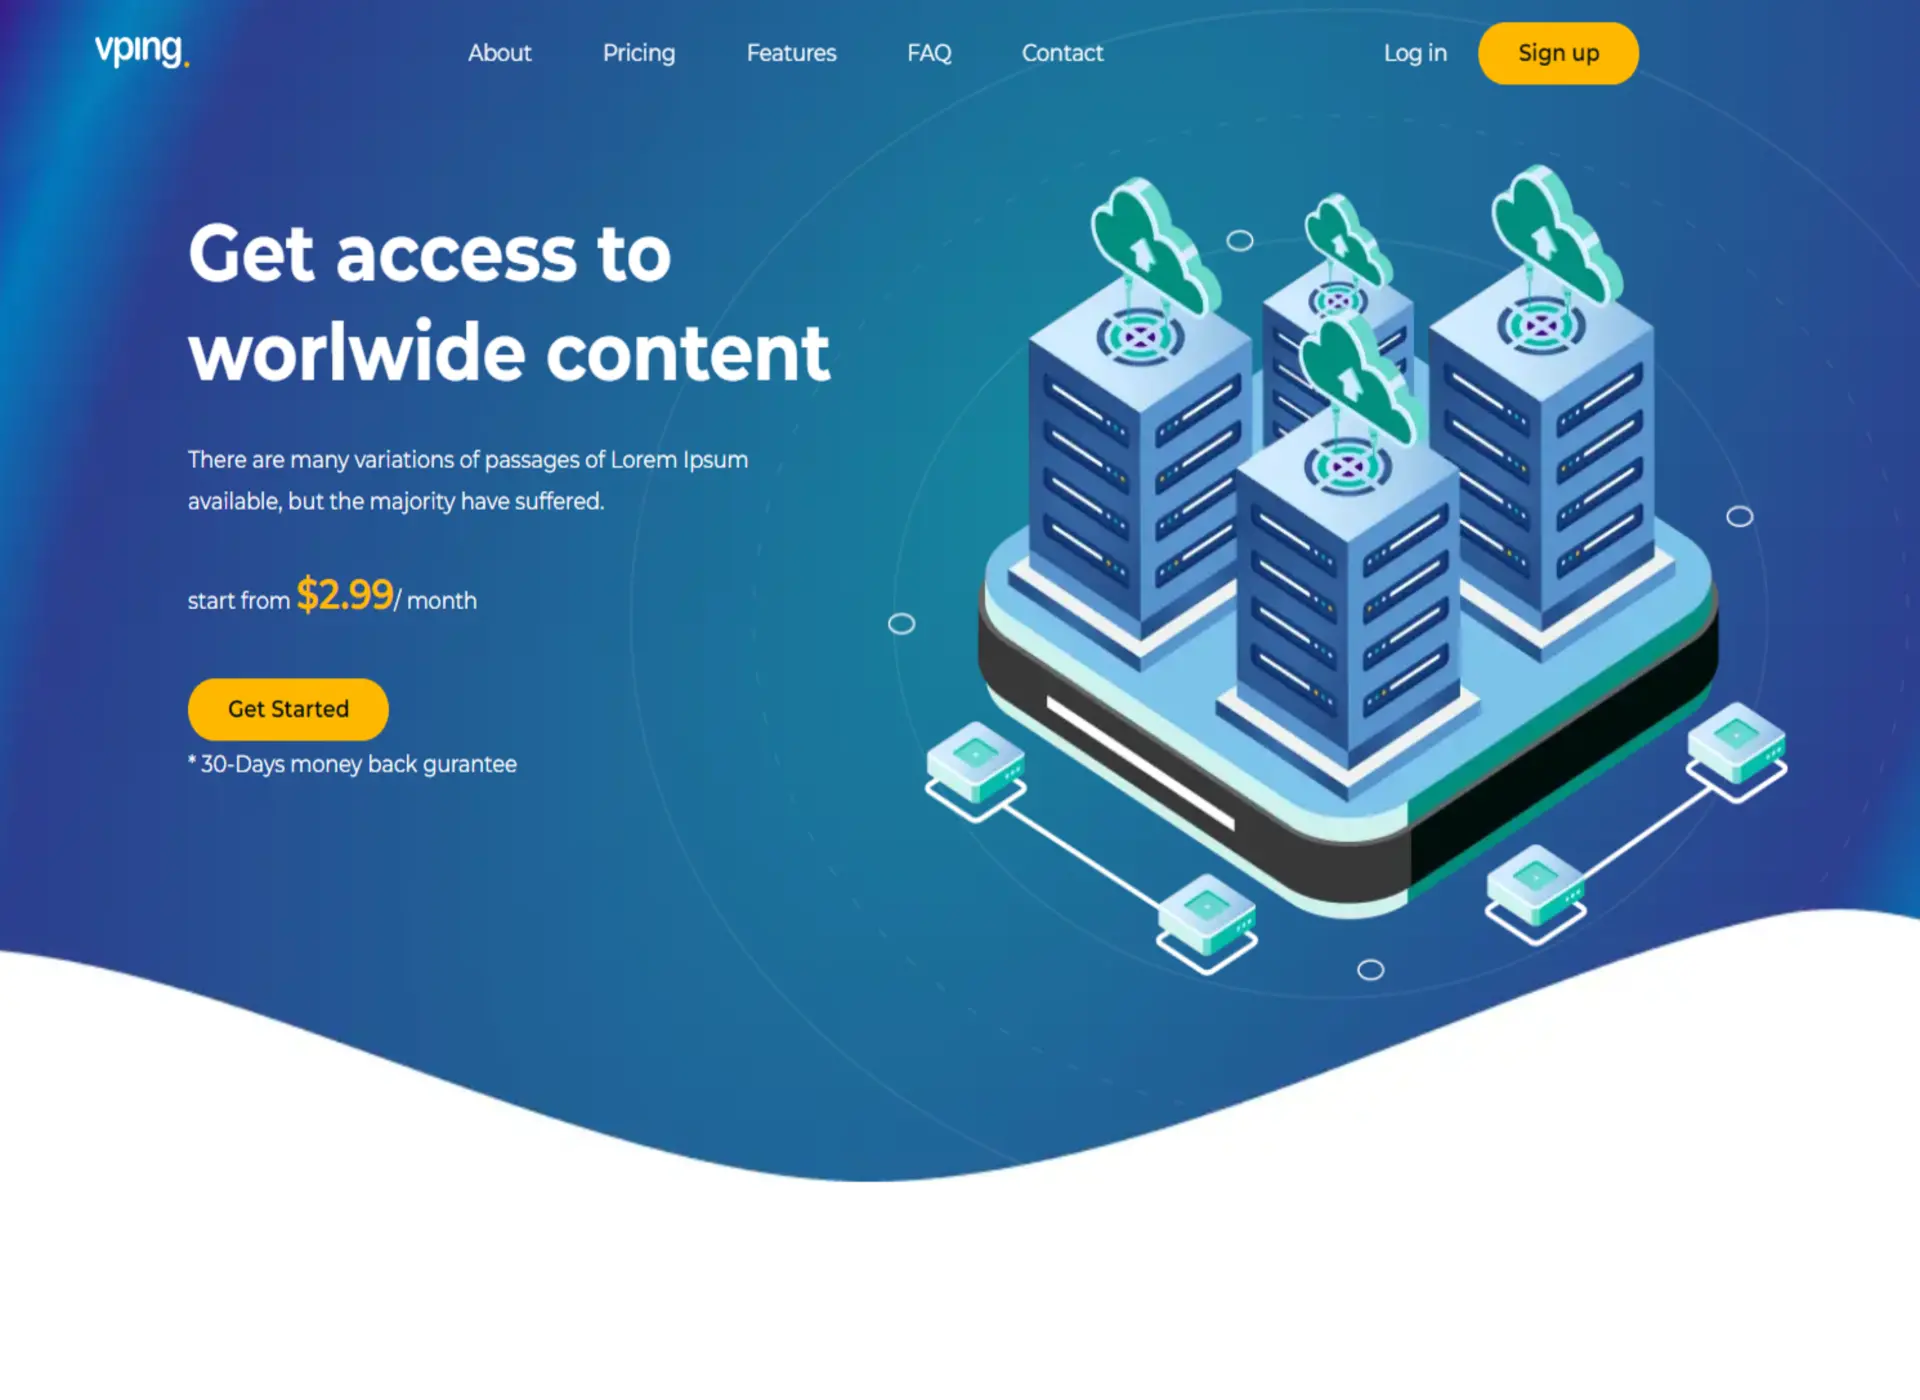 vping.
About Pricing Features FAQ Contact Log in Sign up
Get access to
worlwide content
There are many variations of passages of Lorem Ipsum
available, but the majority have suffered.
start from $2.99/ month
Get Started
* 30-Days money back gurantee